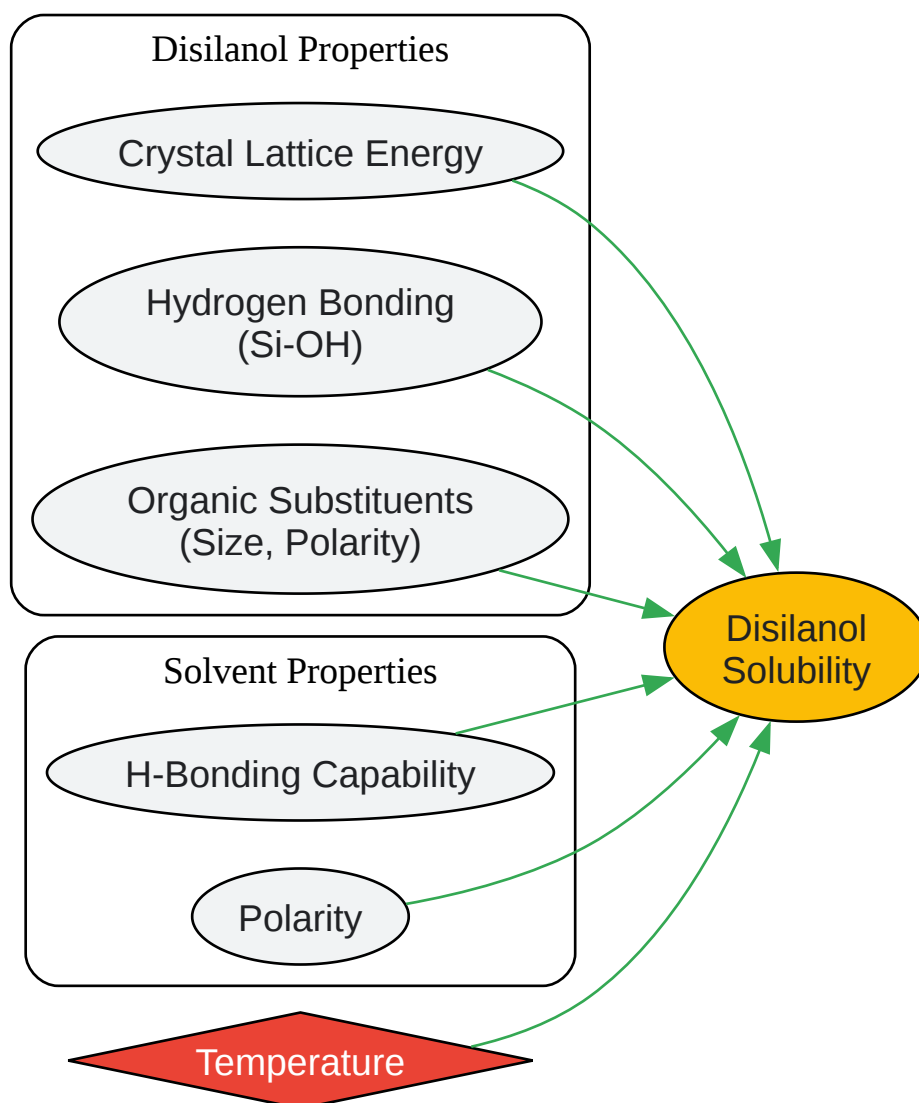 Disilanol Properties
Crystal Lattice Energy
Hydrogen Bonding
(Si-OH)
Organic Substituents
(Size, Polarity)
Disilanol
Solubility
Solvent Properties
H-Bonding Capability
Polarity
Temperature